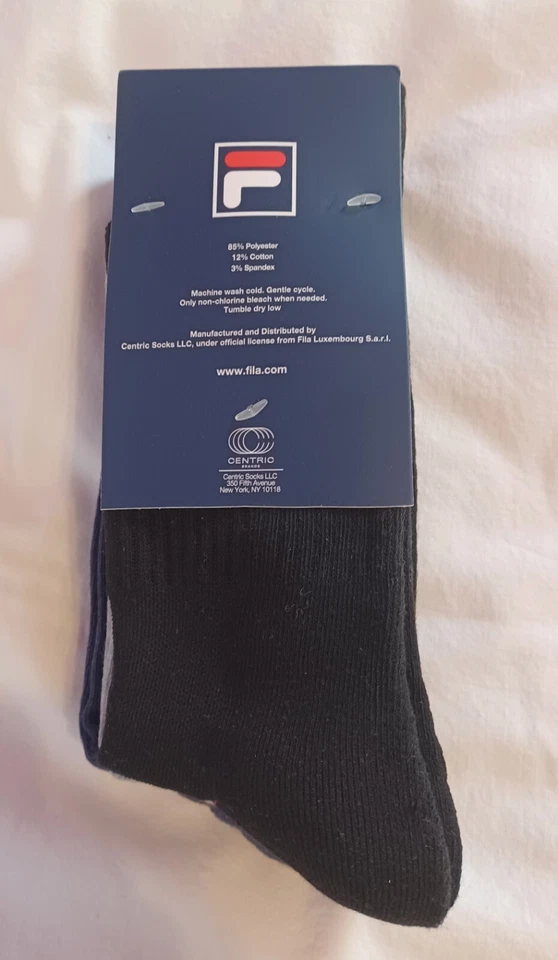 85% Polyester
12% Cotton
3% Spandex
Machine wash cold. Gentle cycle.
Only non-chlorine bleach when needed.
Tumble dry low
Manufactured and Distributed by
Centric Socks LLC, under official license from Fila Luxembourg S.a.r.l.
www.fila.com
CENTRIC
BRANDS
Centric Socks LLC
350 Fifth Avenue
New York, NY 10118